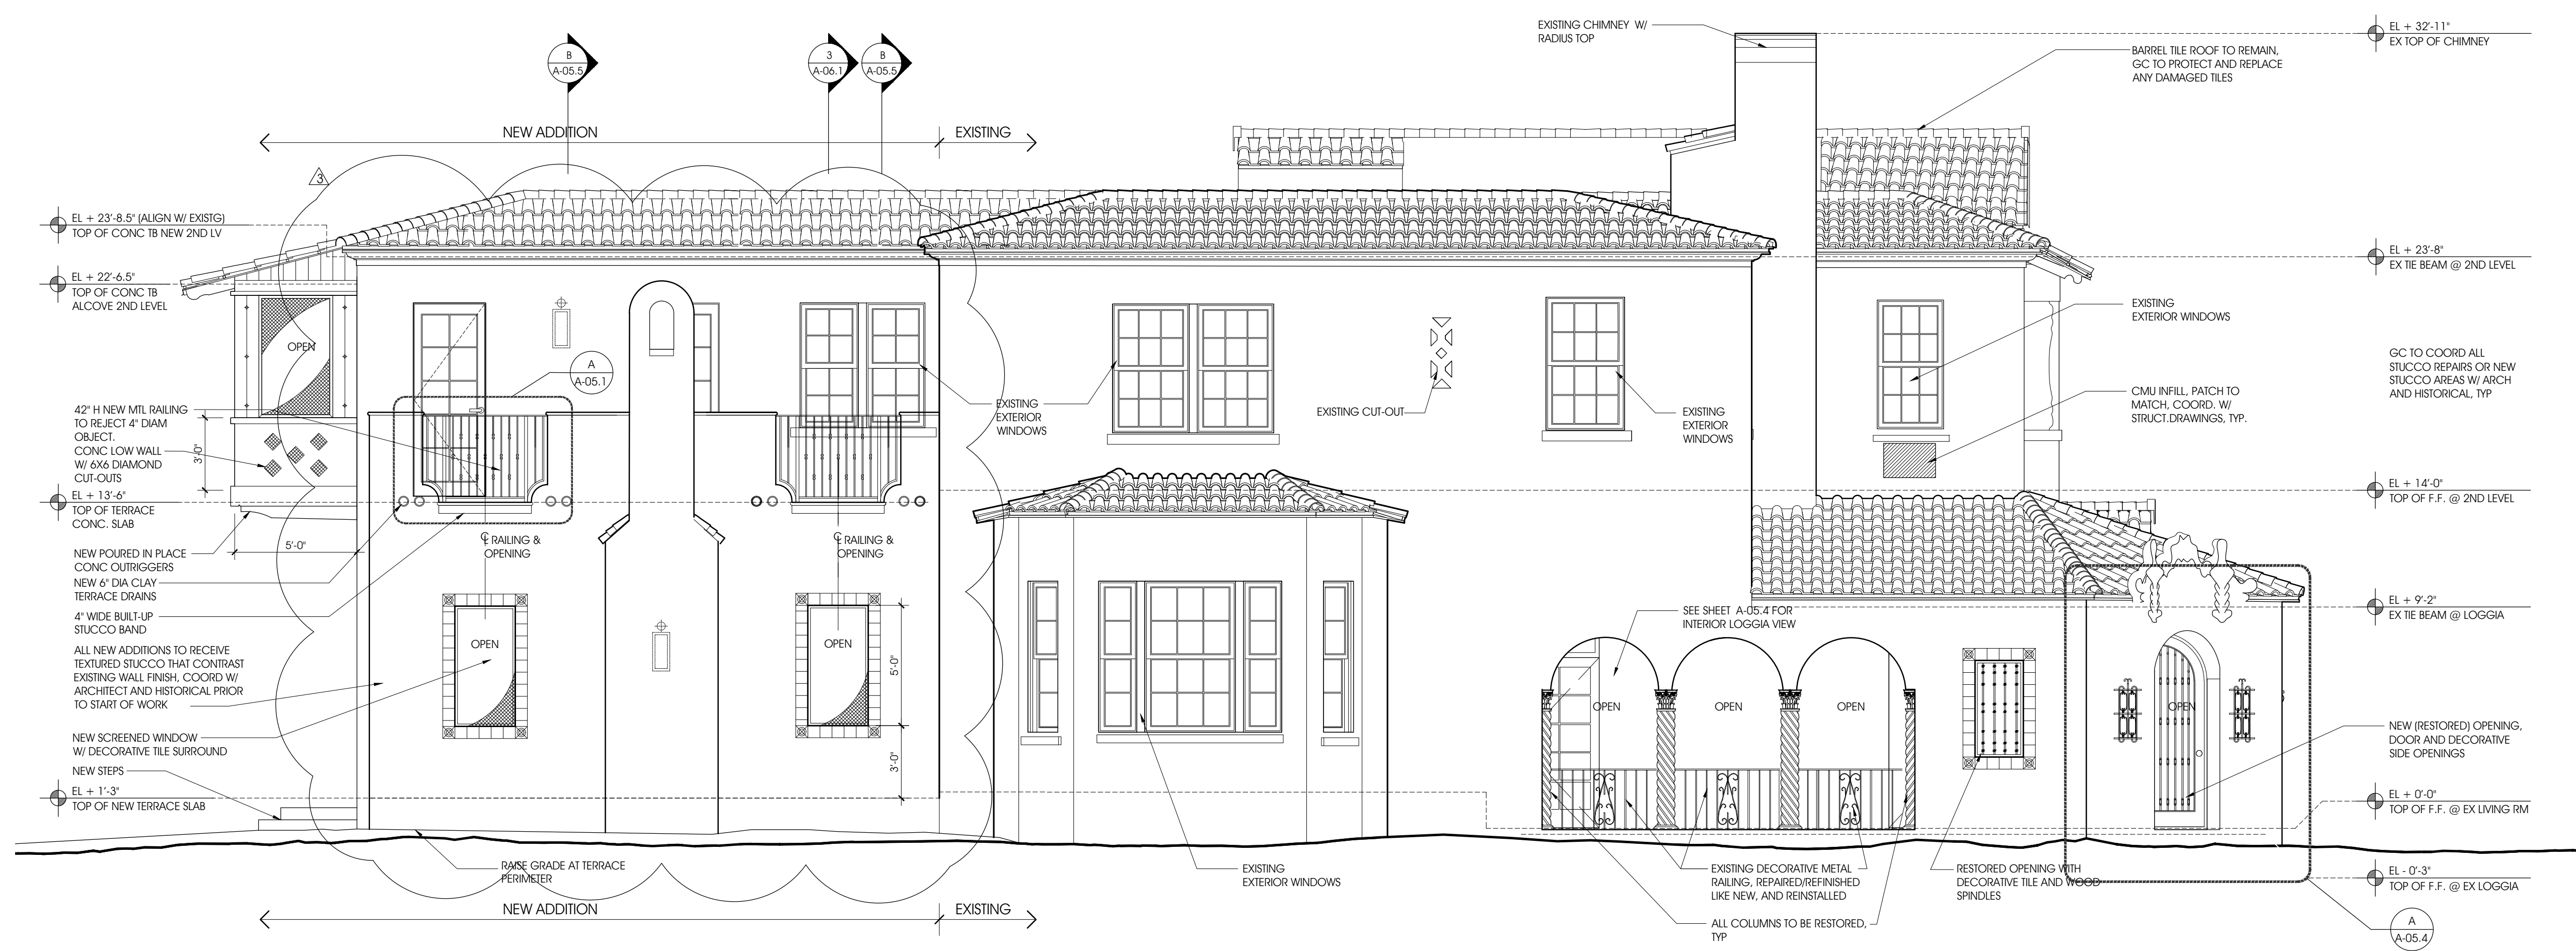 EXISTING CHIMNEY W/
RADIUS TOP
EL + 32'-11"
EX TOP OF CHIMNEY
BARREL TILE ROOF TO REMAIN,
GC TO PROTECT AND REPLACE
ANY DAMAGED TILES
B
A-05.5
3
A-06.1
B
A-05.5
NEW ADDITION
EXISTING
3
EL + 23'-8.5" (ALIGN W/ EXISTG)
TOP OF CONC TB NEW 2ND LV
EL + 22'-6.5"
TOP OF CONC TB
ALCOVE 2ND LEVEL
EL + 23'-8"
EX TIE BEAM @ 2ND LEVEL
OPEN
A
A-05.1
EXISTING
EXTERIOR WINDOWS
GC TO COORD ALL
STUCCO REPAIRS OR NEW
STUCCO AREAS W/ ARCH
AND HISTORICAL, TYP
CMU INFILL, PATCH TO
MATCH, COORD. W/
STRUCT.DRAWINGS, TYP.
EXISTING
EXTERIOR
WINDOWS
EXISTING CUT-OUT
EXISTING
EXTERIOR
WINDOWS
42" H NEW MTL RAILING
TO REJECT 4" DIAM
OBJECT.
CONC LOW WALL
W/ 6X6 DIAMOND
CUT-OUTS
3'-0"
EL + 13'-6"
TOP OF TERRACE
CONC. SLAB
EL + 14'-0"
TOP OF F.F. @ 2ND LEVEL
NEW POURED IN PLACE
CONC OUTRIGGERS
5'-0"
℄ RAILING &
OPENING
℄ RAILING &
OPENING
NEW 6" DIA CLAY
TERRACE DRAINS
4" WIDE BUILT-UP
STUCCO BAND
SEE SHEET A-05.4 FOR
INTERIOR LOGGIA VIEW
EL + 9'-2"
EX TIE BEAM @ LOGGIA
ALL NEW ADDITIONS TO RECEIVE
TEXTURED STUCCO THAT CONTRAST
EXISTING WALL FINISH, COORD W/
ARCHITECT AND HISTORICAL PRIOR
TO START OF WORK
OPEN
OPEN
5'-0"
3'-0"
OPEN
OPEN
OPEN
OPEN
NEW SCREENED WINDOW
W/ DECORATIVE TILE SURROUND
NEW (RESTORED) OPENING,
DOOR AND DECORATIVE
SIDE OPENINGS
NEW STEPS
EL + 1'-3"
TOP OF NEW TERRACE SLAB
EL + 0'-0"
TOP OF F.F. @ EX LIVING RM
RAISE GRADE AT TERRACE
PERIMETER
EXISTING
EXTERIOR WINDOWS
EXISTING DECORATIVE METAL
RAILING, REPAIRED/REFINISHED
LIKE NEW, AND REINSTALLED
RESTORED OPENING WITH
DECORATIVE TILE AND WOOD
SPINDLES
EL - 0'-3"
TOP OF F.F. @ EX LOGGIA
NEW ADDITION
EXISTING
ALL COLUMNS TO BE RESTORED,
TYP
A
A-05.4